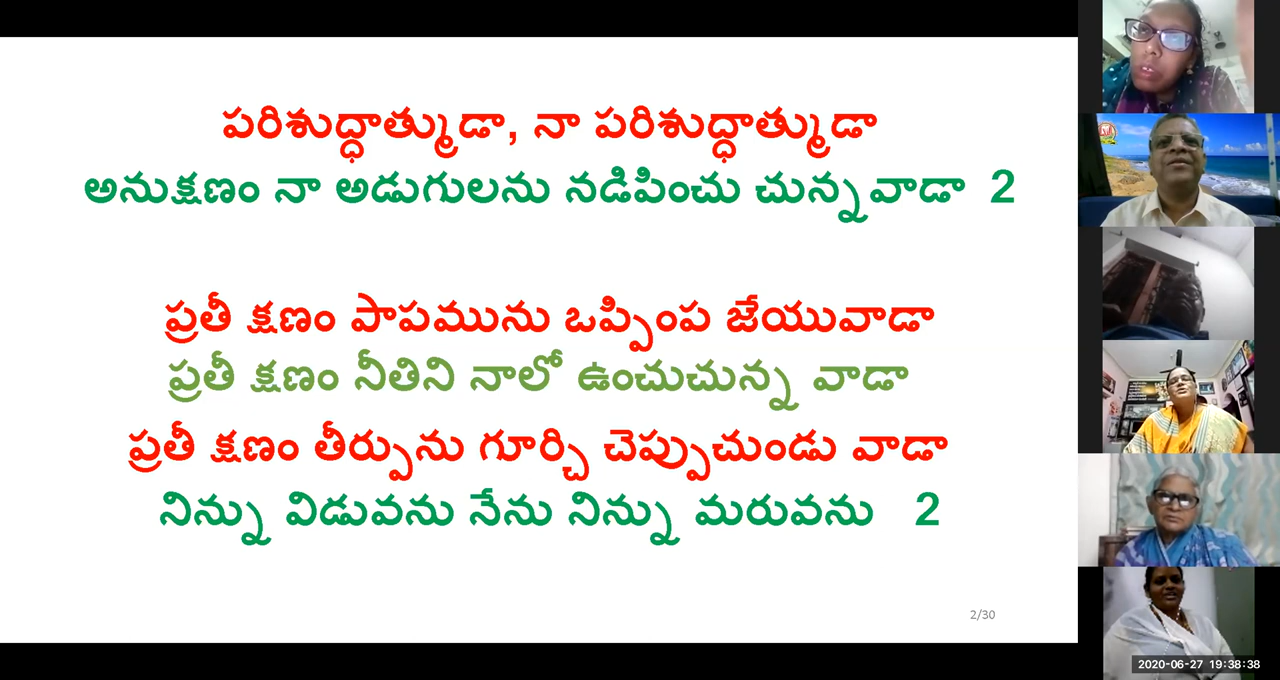 పరిశుద్ధాత్ముడా, నా పరిశుద్ధాత్ముడా
అనుక్షణం నా అడుగులను నడిపించు చున్నవాడా 2
ప్రతీ క్షణం పాపమును ఒప్పింప జేయువాడా
ప్రతీ క్షణం నీతిని నాలో ఉంచుచున్న వాడా
ప్రతీ క్షణం తీర్పును గూర్చి చెప్పుచుండు వాడా
నిన్ను విడువను నేను నిన్ను మరువను 2
2/30
2020-06-27 19:38:38